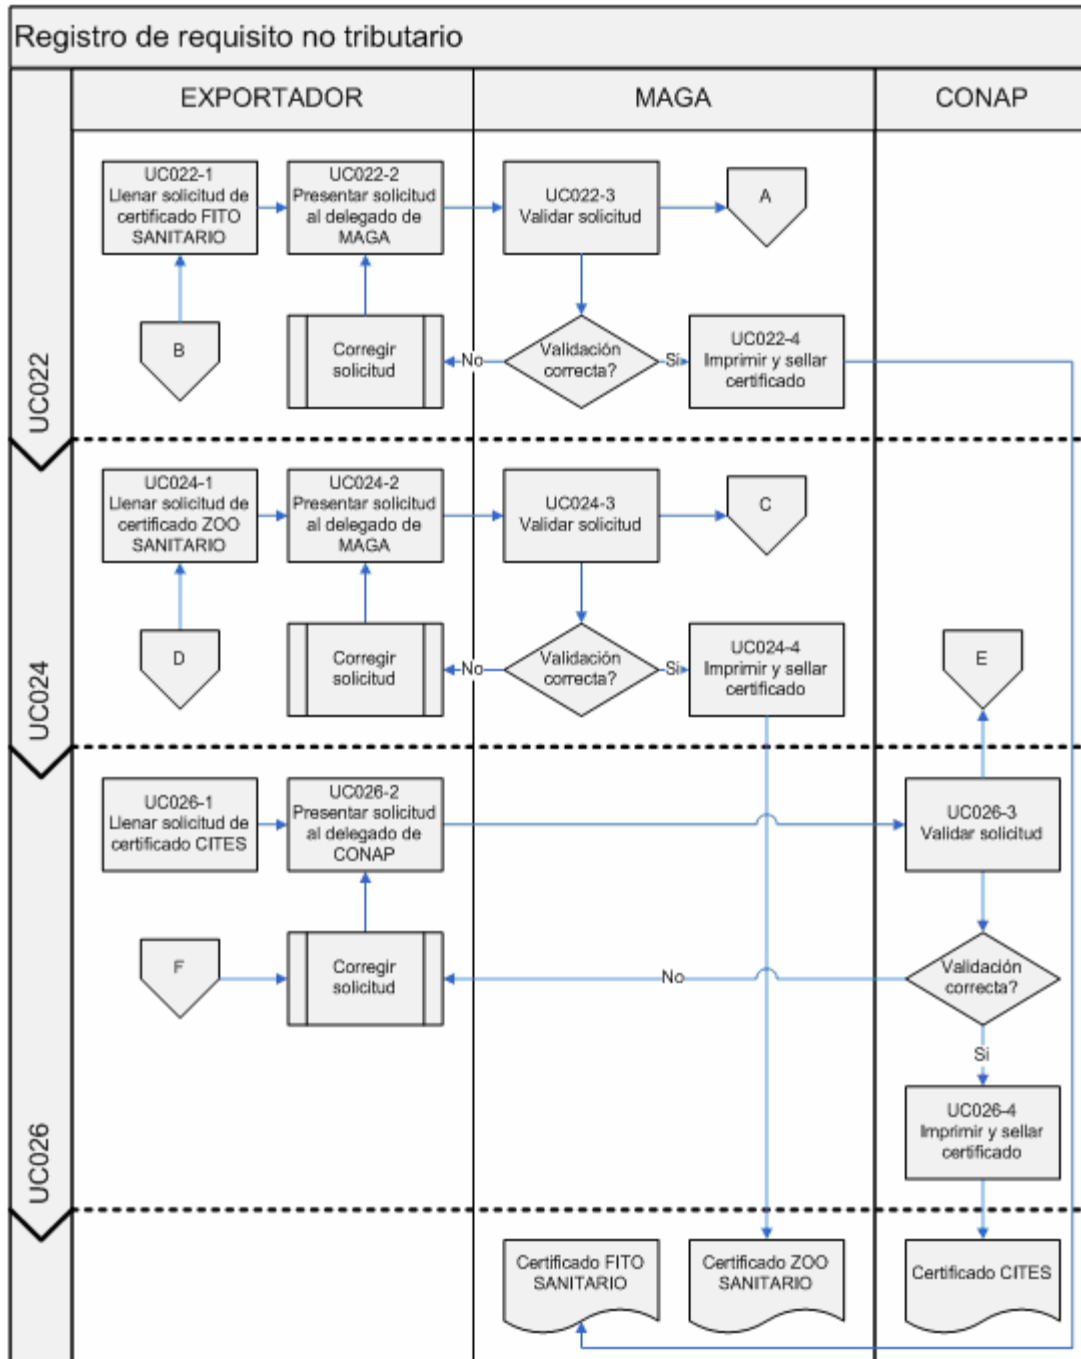 Registro de requisito no tributario
EXPORTADOR
MAGA
CONAP
UC022
UC022-1
Llenar solicitud de
certificado FITO
SANITARIO
UC022-2
Presentar solicitud
al delegado de
MAGA
UC022-3
Validar solicitud
A
B
Corregir
solicitud
No
Validación
correcta?
Si
UC022-4
Imprimir y sellar
certificado
UC024
UC024-1
Llenar solicitud de
certificado ZOO
SANITARIO
UC024-2
Presentar solicitud
al delegado de
MAGA
UC024-3
Validar solicitud
C
D
Corregir
solicitud
No
Validación
correcta?
Si
UC024-4
Imprimir y sellar
certificado
E
UC026
UC026-1
Llenar solicitud de
certificado CITES
UC026-2
Presentar solicitud
al delegado de
CONAP
UC026-3
Validar solicitud
F
Corregir
solicitud
No
Validación
correcta?
Si
UC026-4
Imprimir y sellar
certificado
Certificado FITO
SANITARIO
Certificado ZOO
SANITARIO
Certificado CITES